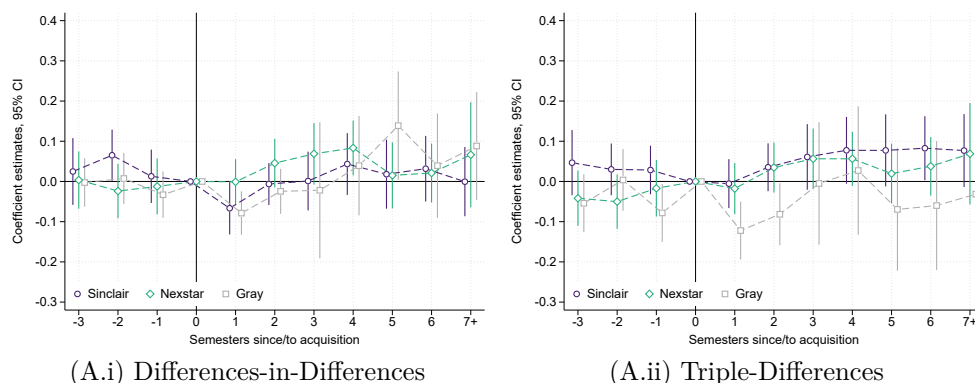 Coefficient estimates, 95% CI
0.4
0.3
0.2
0.1
0.0
-0.1
-0.2
-0.3
Sinclair Nexstar Gray
-3 -2 -1 0 1 2 3 4 5 6 7+
Semesters since/to acquisition
(A.i) Differences-in-Differences
Coefficient estimates, 95% CI
0.4
0.3
0.2
0.1
0.0
-0.1
-0.2
-0.3
Sinclair Nexstar Gray
-3 -2 -1 0 1 2 3 4 5 6 7+
Semesters since/to acquisition
(A.ii) Triple-Differences